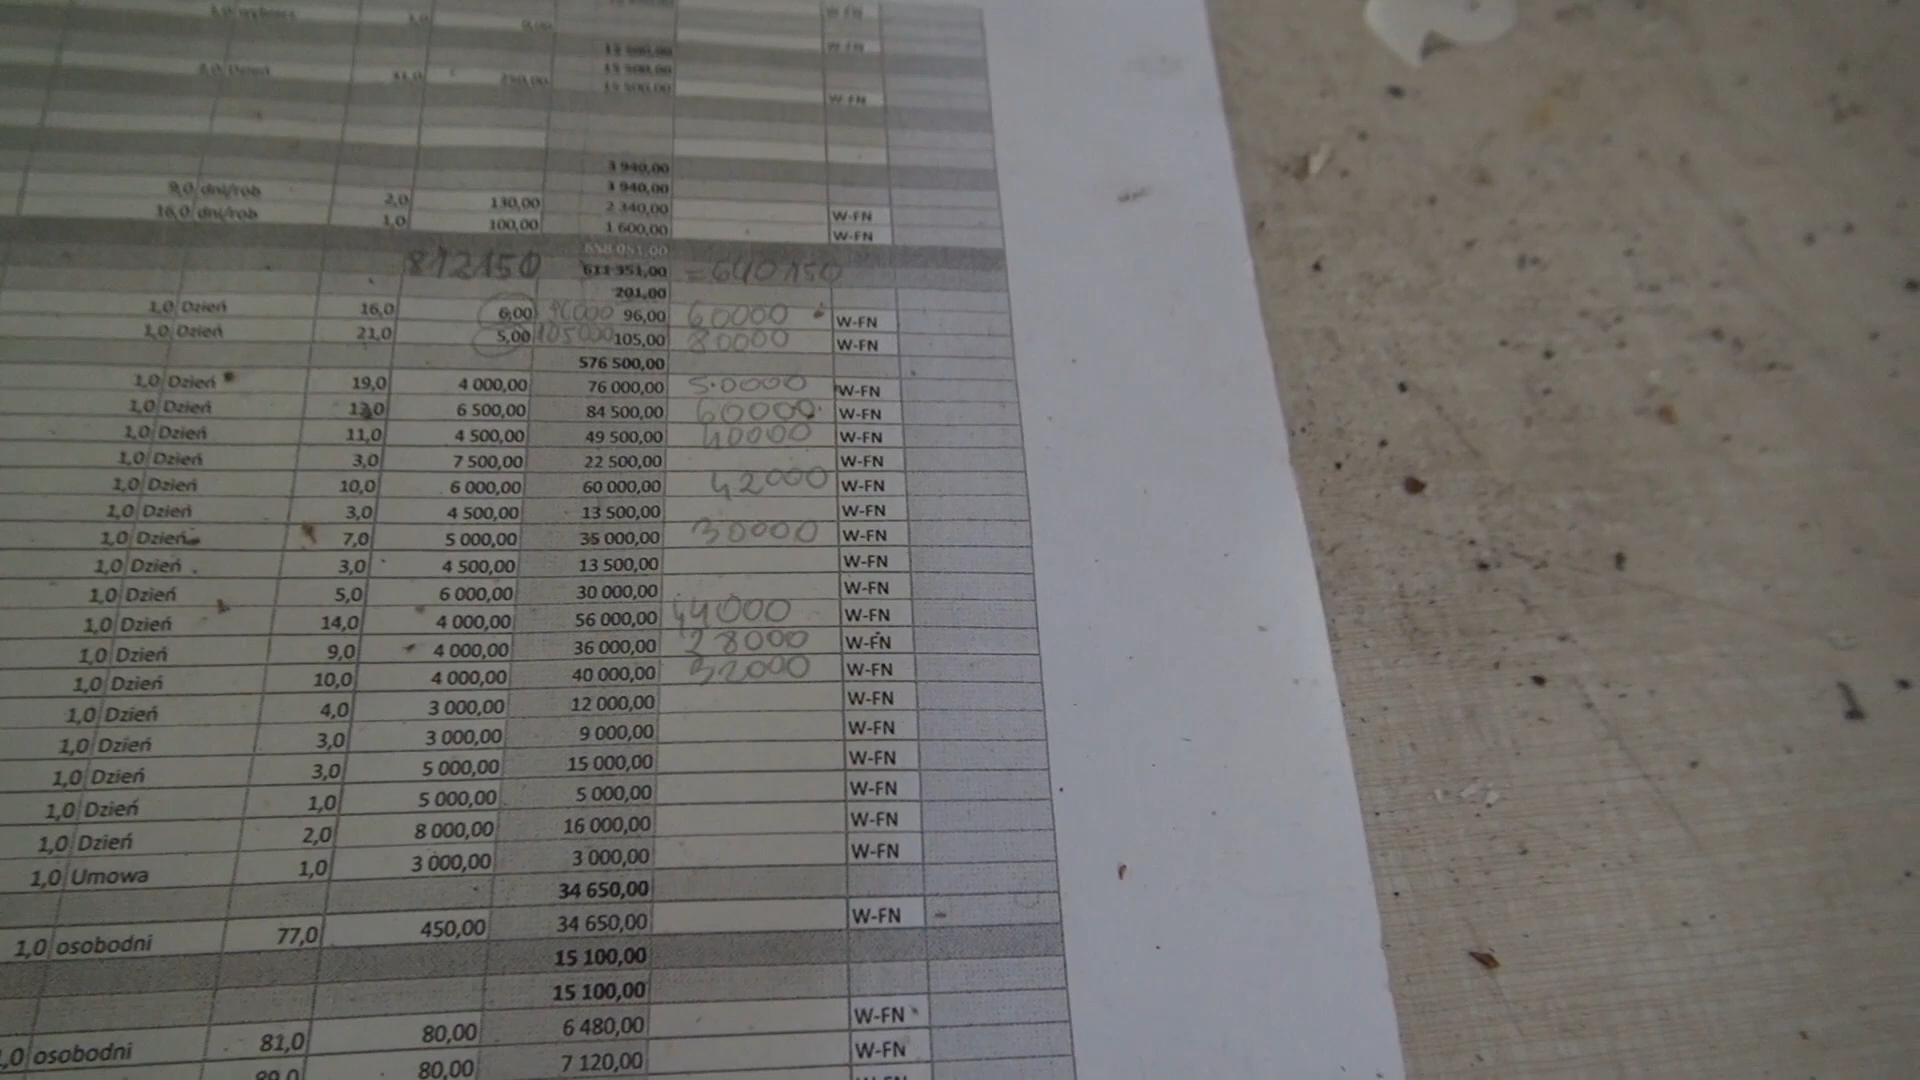 W-FN
W-FN
W-FN
3 940,00
3 940,00
9,0 dni/rob 2,0 130,00 2 340,00 W-FN
16,0 dni/rob 1,0 100,00 1 600,00 W-FN
658 051,00
812150 611 351,00 = 640150
201,00
1,0 Dzień 16,0 6,00 96000 96,00 60000 W-FN
1,0 Dzień 21,0 5,00 105000 105,00 80000 W-FN
576 500,00
1,0 Dzień 19,0 4 000,00 76 000,00 5.0000 W-FN
1,0 Dzień 13,0 6 500,00 84 500,00 60000 W-FN
1,0 Dzień 11,0 4 500,00 49 500,00 40000 W-FN
1,0 Dzień 3,0 7 500,00 22 500,00 W-FN
1,0 Dzień 10,0 6 000,00 60 000,00 42000 W-FN
1,0 Dzień 3,0 4 500,00 13 500,00 W-FN
1,0 Dzień 7,0 5 000,00 35 000,00 30000 W-FN
1,0 Dzień 3,0 4 500,00 13 500,00 W-FN
1,0 Dzień 5,0 6 000,00 30 000,00 W-FN
1,0 Dzień 14,0 4 000,00 56 000,00 44000 W-FN
1,0 Dzień 9,0 4 000,00 36 000,00 28000 W-FN
1,0 Dzień 10,0 4 000,00 40 000,00 32000 W-FN
1,0 Dzień 4,0 3 000,00 12 000,00 W-FN
1,0 Dzień 3,0 3 000,00 9 000,00 W-FN
1,0 Dzień 3,0 5 000,00 15 000,00 W-FN
1,0 Dzień 1,0 5 000,00 5 000,00 W-FN
1,0 Dzień 2,0 8 000,00 16 000,00 W-FN
1,0 Umowa 1,0 3 000,00 3 000,00 W-FN
34 650,00
1,0 osobodni 77,0 450,00 34 650,00 W-FN
15 100,00
15 100,00
1,0 osobodni 81,0 80,00 6 480,00 W-FN
89,0 80,00 7 120,00 W-FN
W-FN